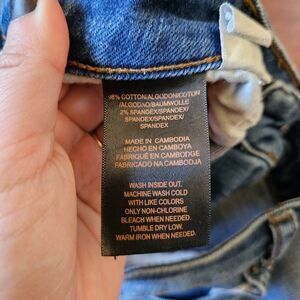 98% COTTON/ALGODON/COTON
/ALGODAO/BAUMWOLLE
2% SPANDEX/SPANDEX/
SPANDEX/SPANDEX/
SPANDEX
MADE IN CAMBODIA
HECHO EN CAMBOYA
FABRIQUÉ EN CAMBODGE
FABRICADO NA CAMBODJA
WASH INSIDE OUT.
MACHINE WASH COLD
WITH LIKE COLORS
ONLY NON-CHLORINE
BLEACH WHEN NEEDED.
TUMBLE DRY LOW.
WARM IRON WHEN NEEDED.